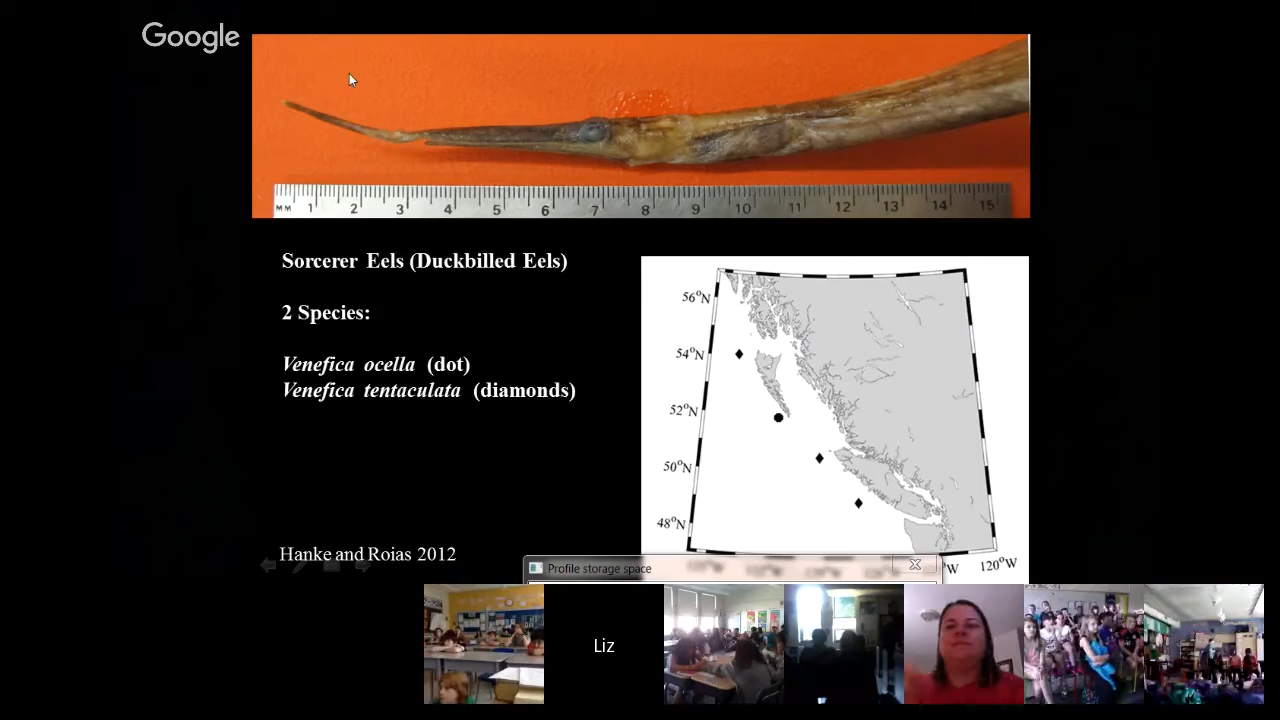 Google
MM 1 2 3 4 5 6 7 8 9 10 11 12 13 14 15
Sorcerer Eels (Duckbilled Eels)
2 Species:
Venefica ocella (dot)
Venefica tentaculata (diamonds)
56°N
54°N
52°N
50°N
48°N
°W 120°W
Hanke and Roias 2012
Profile storage space
Liz